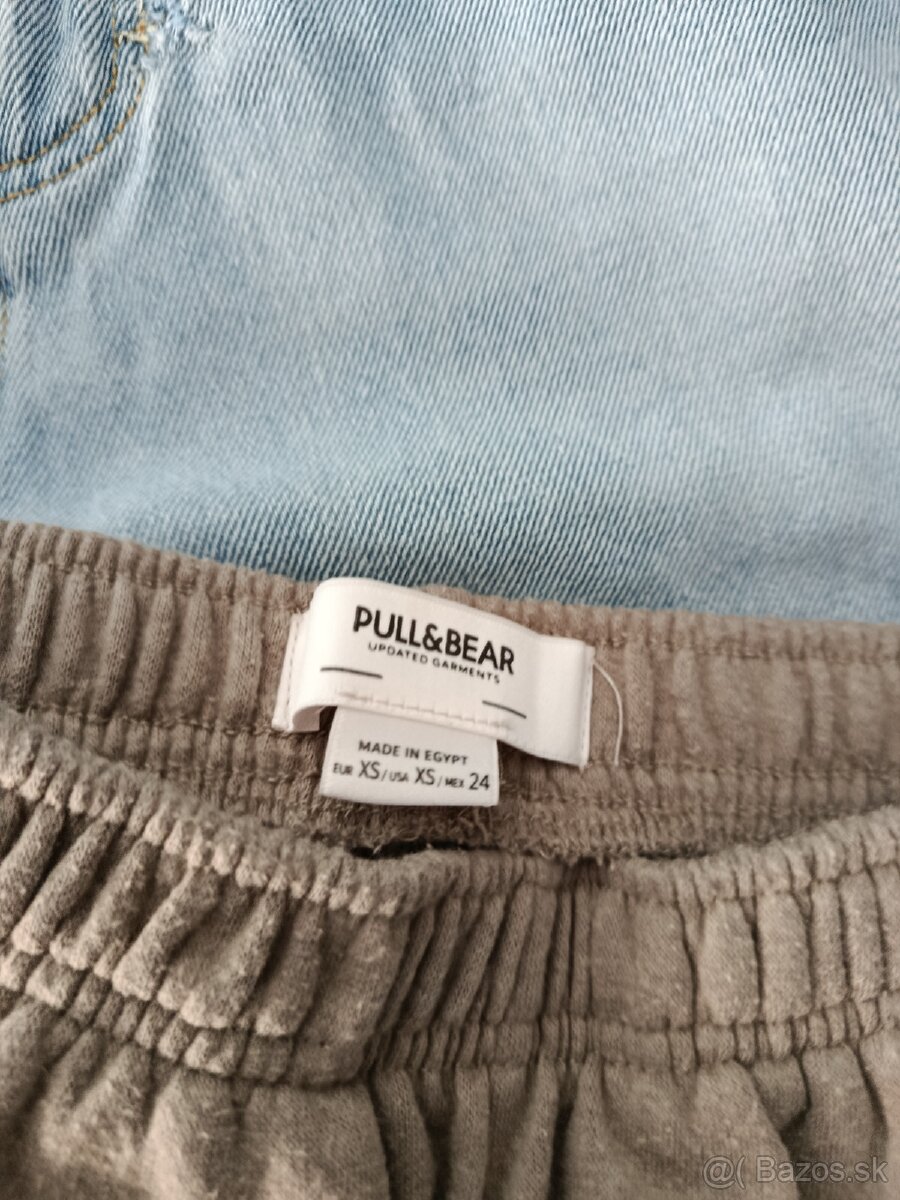 PULL&BEAR
UPDATED GARMENTS
MADE IN EGYPT
EUR XS/USA XS/MEX 24
@( Bazos.sk